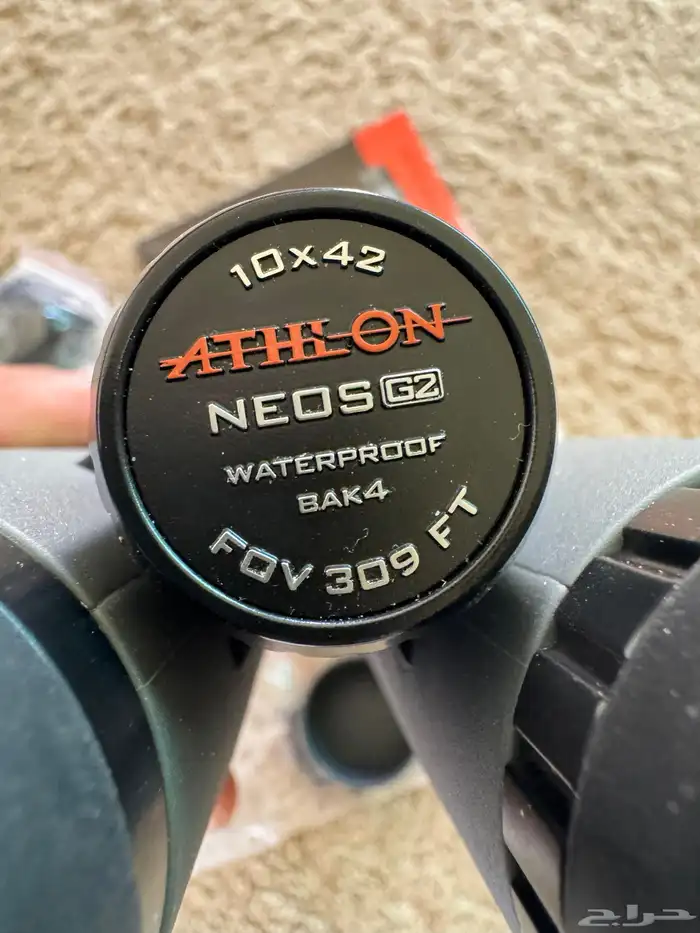 10x42
ATHLON
NEOS G2
WATERPROOF
BAK4
FOV 309 FT
حراج